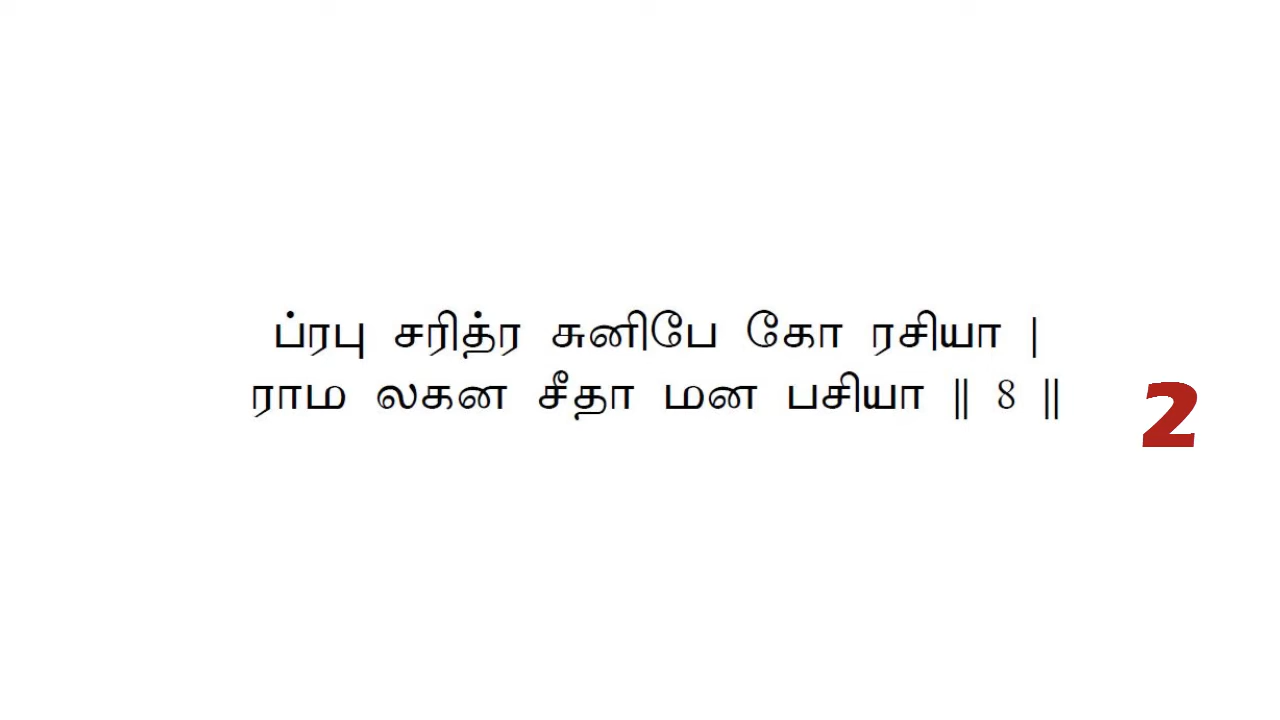 ப்ரபு சரித்ர சுனிபே கோ ரசியா |
ராம லகன சீதா மன பசியா || 8 ||
2